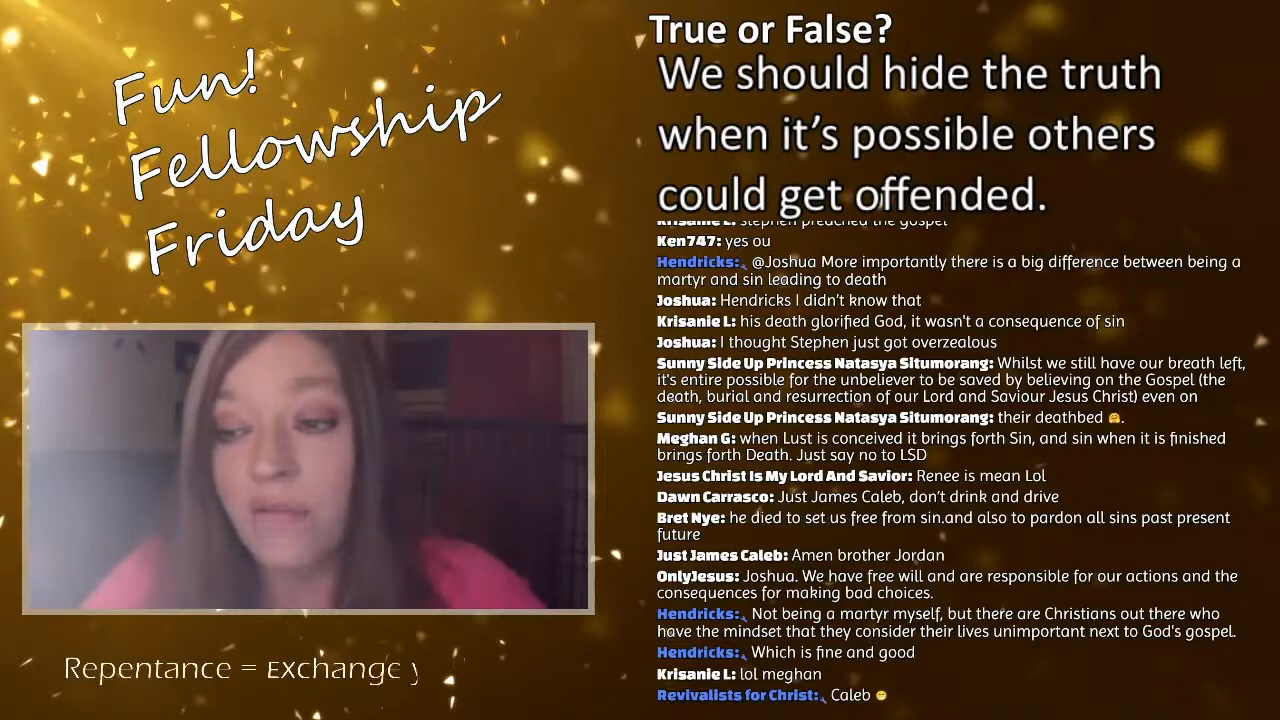 Fun!
Fellowship
Friday
True or False?
We should hide the truth
when it’s possible others
could get offended.
Krisanie L: stephen preached the gospel
Ken747: yes ou
Hendricks: @Joshua More importantly there is a big difference between being a
martyr and sin leading to death
Joshua: Hendricks I didn’t know that
Krisanie L: his death glorified God, it wasn't a consequence of sin
Joshua: I thought Stephen just got overzealous
Sunny Side Up Princess Natasya Situmorang: Whilst we still have our breath left,
it's entire possible for the unbeliever to be saved by believing on the Gospel (the
death, burial and resurrection of our Lord and Saviour Jesus Christ) even on
Sunny Side Up Princess Natasya Situmorang: their deathbed 🤗.
Meghan G: when Lust is conceived it brings forth Sin, and sin when it is finished
brings forth Death. Just say no to LSD
Jesus Christ Is My Lord And Savior: Renee is mean Lol
Dawn Carrasco: Just James Caleb, don’t drink and drive
Bret Nye: he died to set us free from sin.and also to pardon all sins past present
future
Just James Caleb: Amen brother Jordan
OnlyJesus: Joshua. We have free will and are responsible for our actions and the
consequences for making bad choices.
Hendricks: Not being a martyr myself, but there are Christians out there who
have the mindset that they consider their lives unimportant next to God's gospel.
Hendricks: Which is fine and good
Krisanie L: lol meghan
Revivalists for Christ: Caleb
Repentance = Exchange